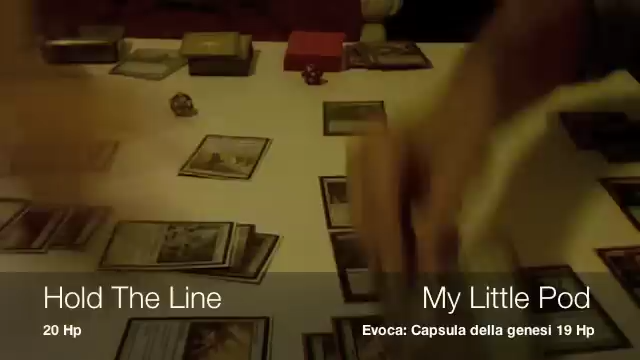 Hold The Line
20 Hp
My Little Pod
Evoca: Capsula della genesi 19 Hp